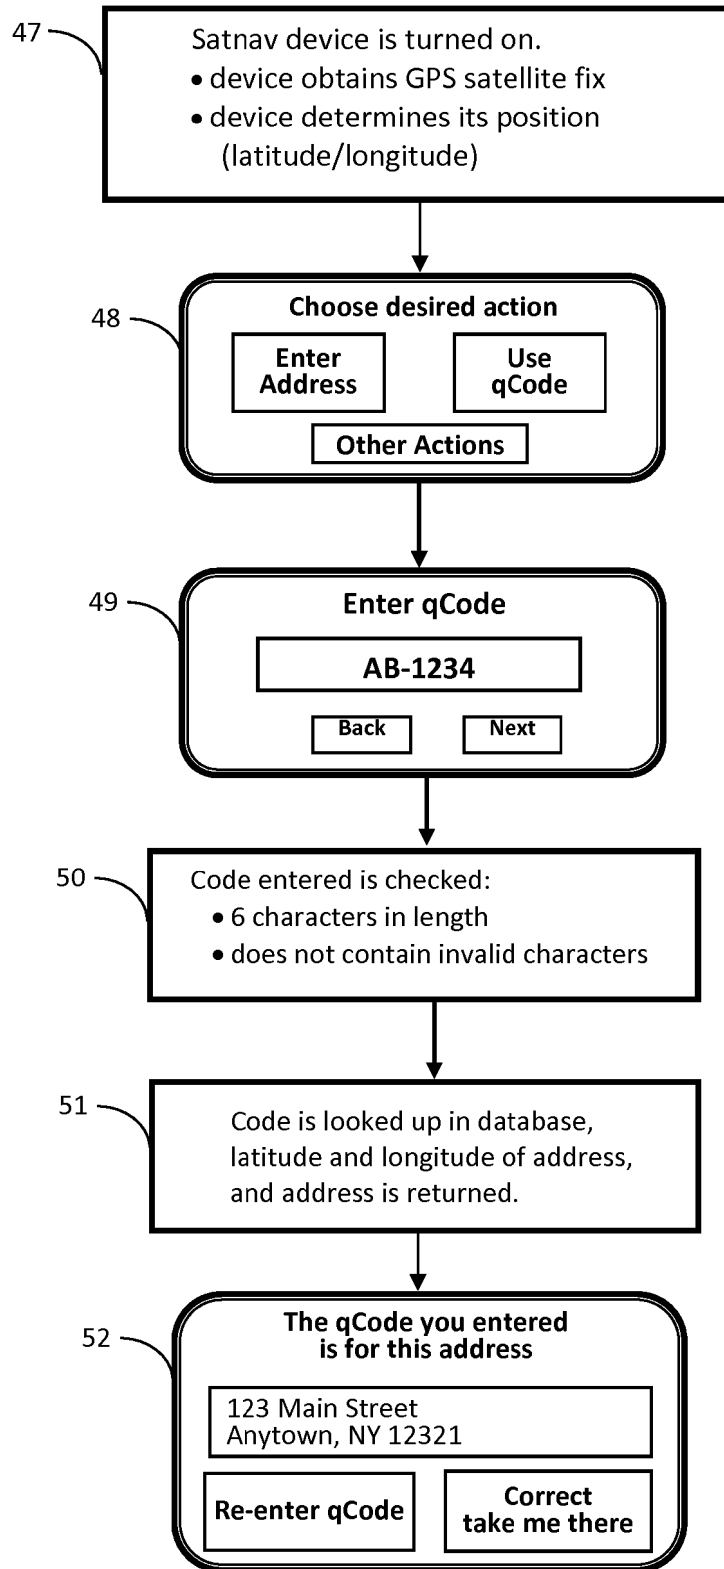 47
Satnav device is turned on.
• device obtains GPS satellite fix
• device determines its position
(latitude/longitude)
48
Choose desired action
Enter
Address
Use
qCode
Other Actions
49
Enter qCode
AB-1234
Back
Next
50
Code entered is checked:
• 6 characters in length
• does not contain invalid characters
51
Code is looked up in database,
latitude and longitude of address,
and address is returned.
52
The qCode you entered
is for this address
123 Main Street
Anytown, NY 12321
Re-enter qCode
Correct
take me there